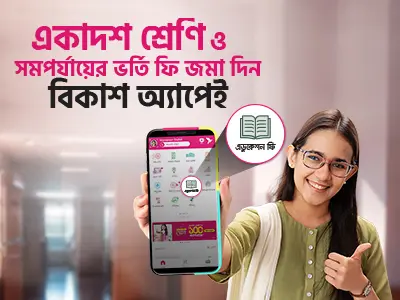 একাদশ শ্রেণি ও
সমপর্যায়ের ভর্তি ফি জমা দিন
বিকাশ অ্যাপেই
এডুকেশন ফি